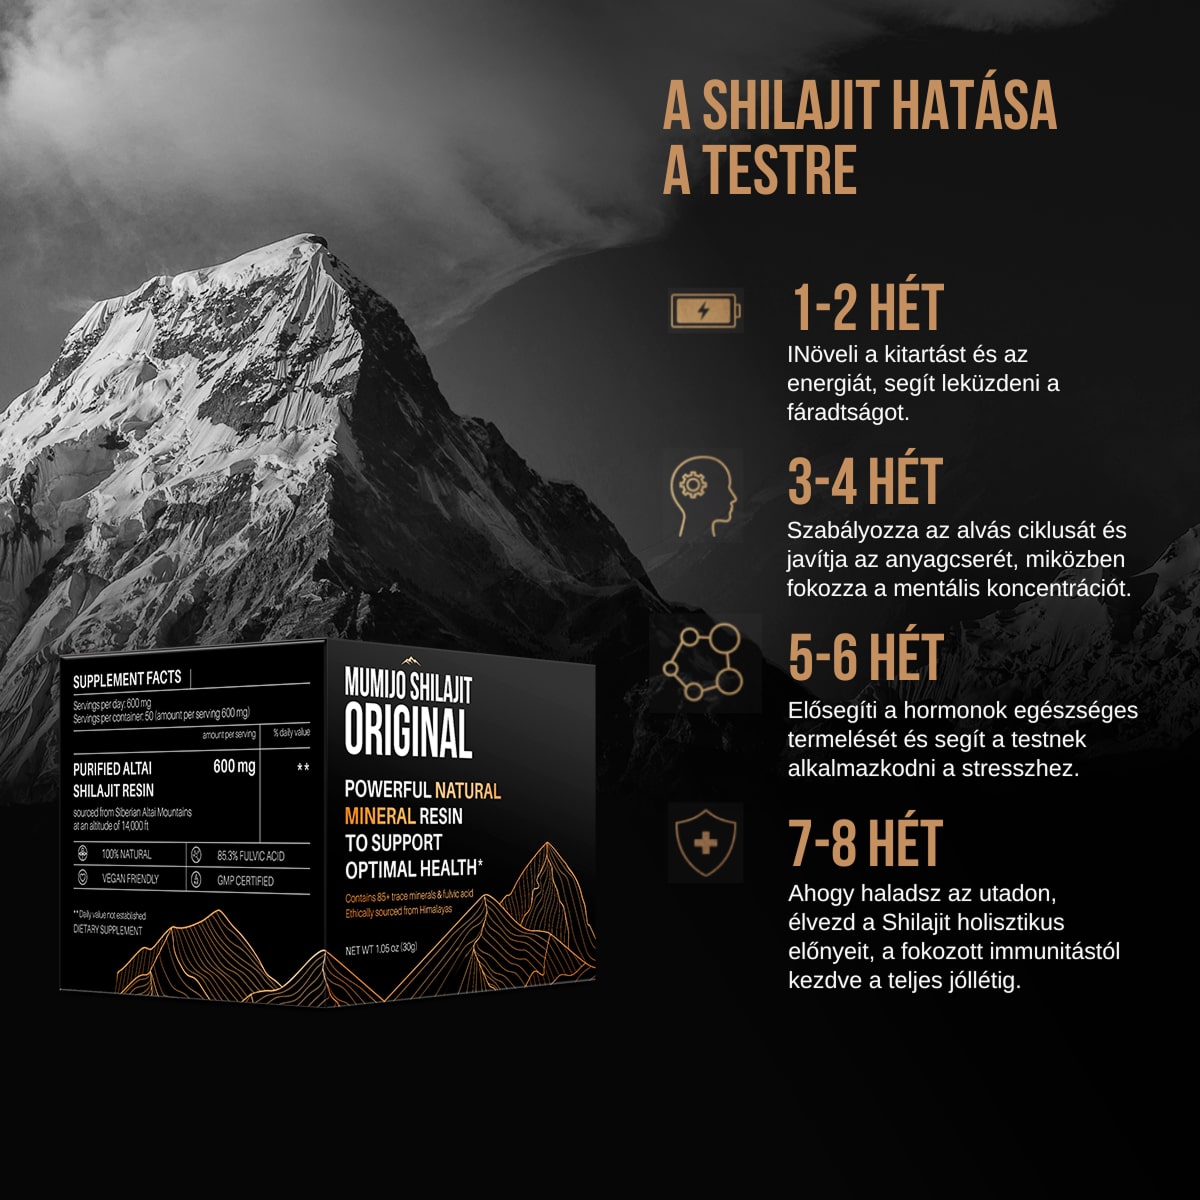 A SHILAJIT HATÁSA
A TESTRE
1-2 HÉT
INöveli a kitartást és az
energiát, segít leküzdeni a
fáradtságot.
3-4 HÉT
Szabályozza az alvás ciklusát és
javítja az anyagcserét, miközben
fokozza a mentális koncentrációt.
5-6 HÉT
Elősegíti a hormonok egészséges
termelését és segít a testnek
alkalmazkodni a stresszhez.
7-8 HÉT
Ahogy haladsz az utadon,
élvezd a Shilajit holisztikus
előnyeit, a fokozott immunitástól
kezdve a teljes jóllétig.
SUPPLEMENT FACTS
Servings per day: 600 mg
Servings per container: 50 (amount per serving 600 mg)
amount per serving % daily value
PURIFIED ALTAI 600 mg **
SHILAJIT RESIN
sourced from Siberian Altai Mountains
at an altitude of 14,000 ft
100% NATURAL 85.3% FULVIC ACID
VEGAN FRIENDLY GMP CERTIFIED
** Daily value not established
DIETARY SUPPLEMENT
MUMIJO SHILAJIT
ORIGINAL
POWERFUL NATURAL
MINERAL RESIN
TO SUPPORT
OPTIMAL HEALTH*
Contains 85+ trace minerals & fulvic acid
Ethically sourced from Himalayas
NET WT 1.05 oz (30g)